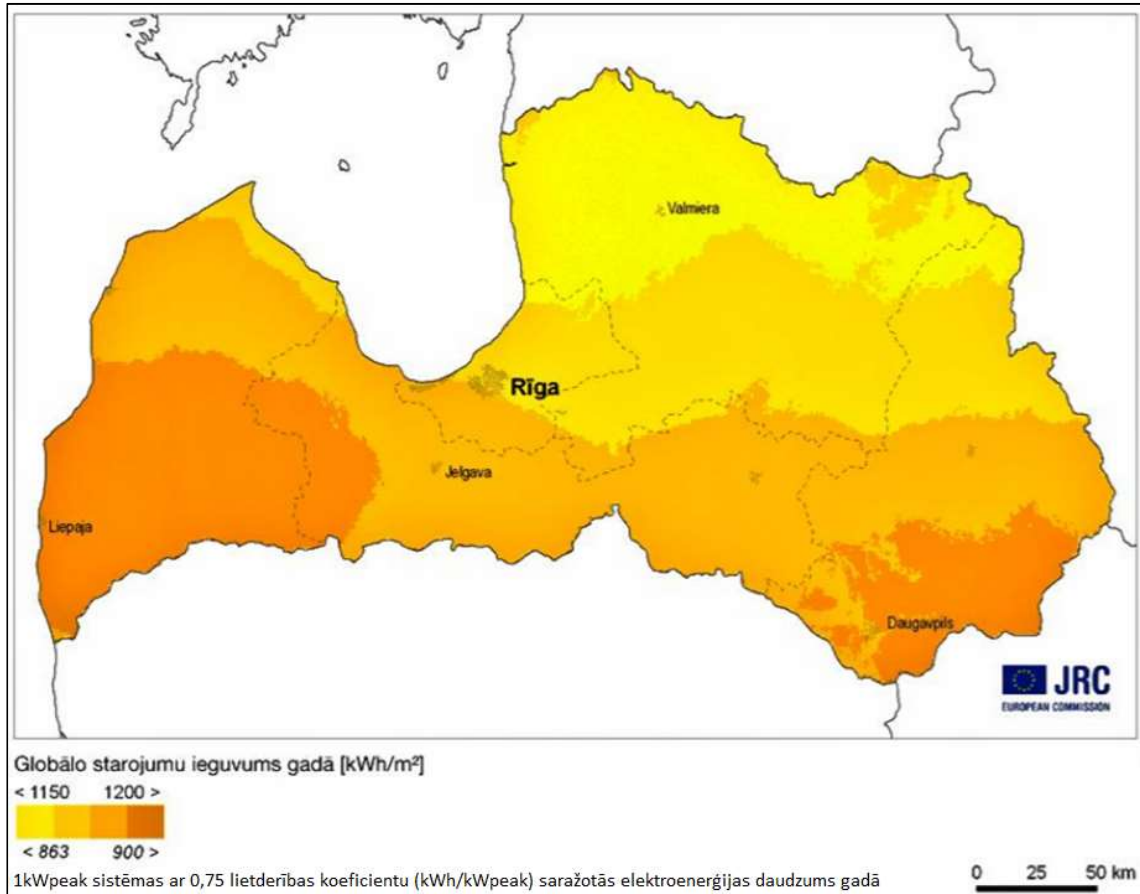 Valmiera
Rīga
Jelgava
Liepaja
Daugavpils
JRC
EUROPEAN COMMISSION
Globālo starojumu ieguvums gadā [kWh/m²]
< 1150 1200 >
< 863 900 >
1kWpeak sistēmas ar 0,75 lietderības koeficientu (kWh/kWpeak) saražotās elektroenerģijas daudzums gadā
0 25 50 km